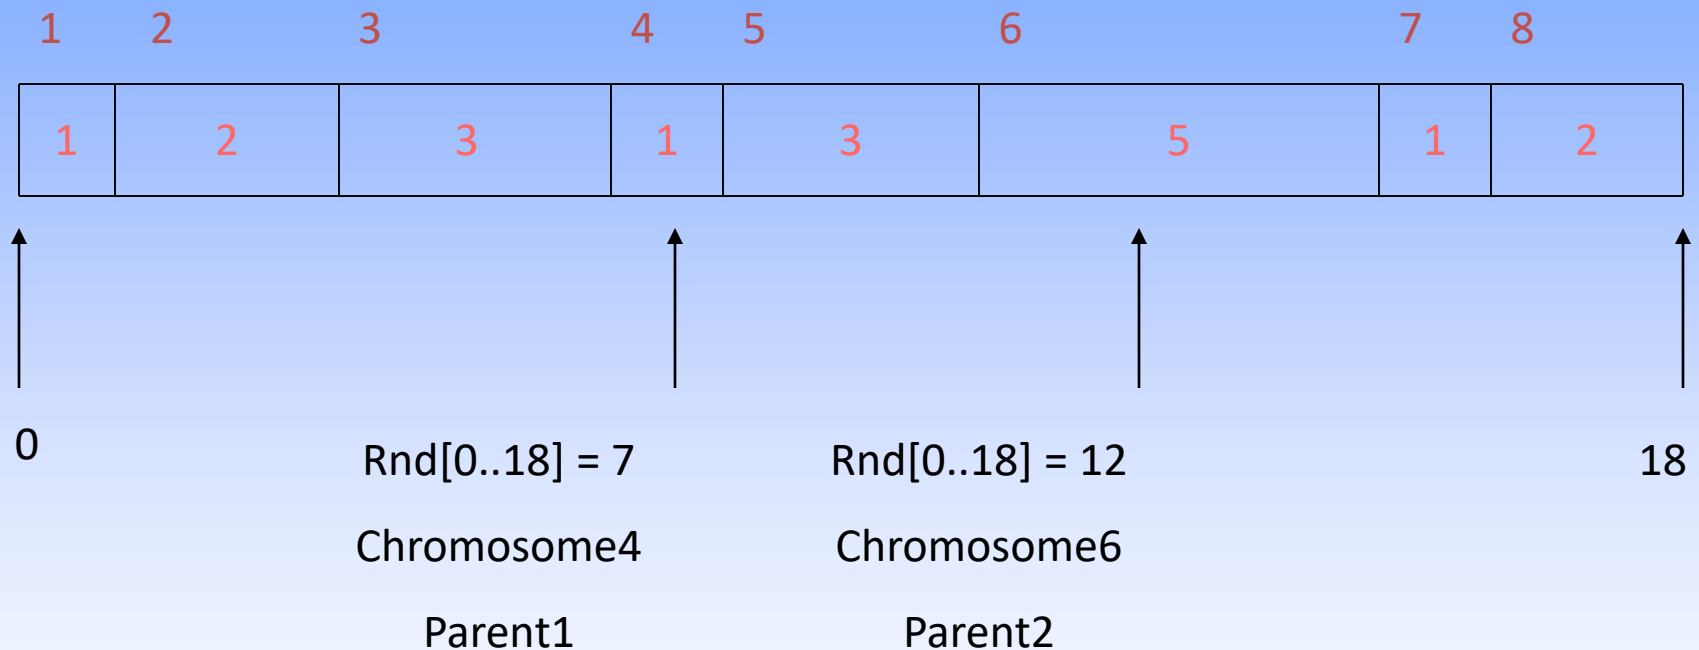 1 2 3 4 5 6 7 8
1 2 3 1 3 5 1 2
0 Rnd[0..18] = 7 Rnd[0..18] = 12 18
Chromosome4 Chromosome6
Parent1 Parent2